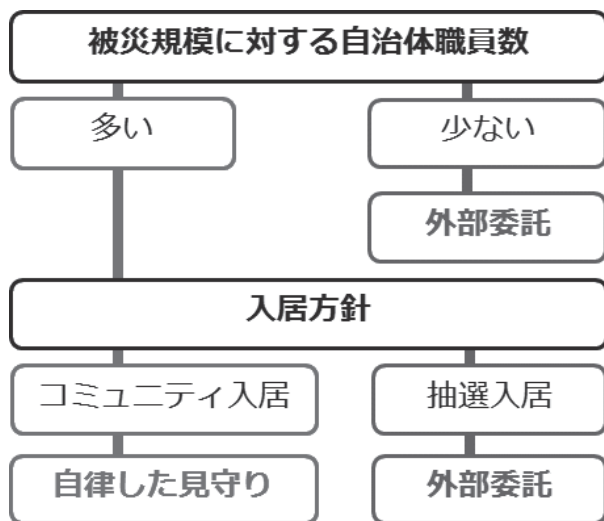 被災規模に対する自治体職員数
多い
少ない
外部委託
入居方針
コミュニティ入居
抽選入居
自律した見守り
外部委託